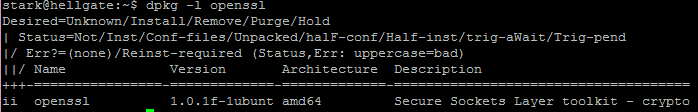 stark@hellgate:~$ dpkg -l openssl
Desired=Unknown/Install/Remove/Purge/Hold
| Status=Not/Inst/Conf-files/Unpacked/halF-conf/Half-inst/trig-aWait/Trig-pend
|/ Err?=(none)/Reinst-required (Status,Err: uppercase=bad)
||/ Name           Version      Architecture Description
+++-==============-============-============-=================================
ii  openssl        1.0.1f-1ubunt amd64        Secure Sockets Layer toolkit - crypto